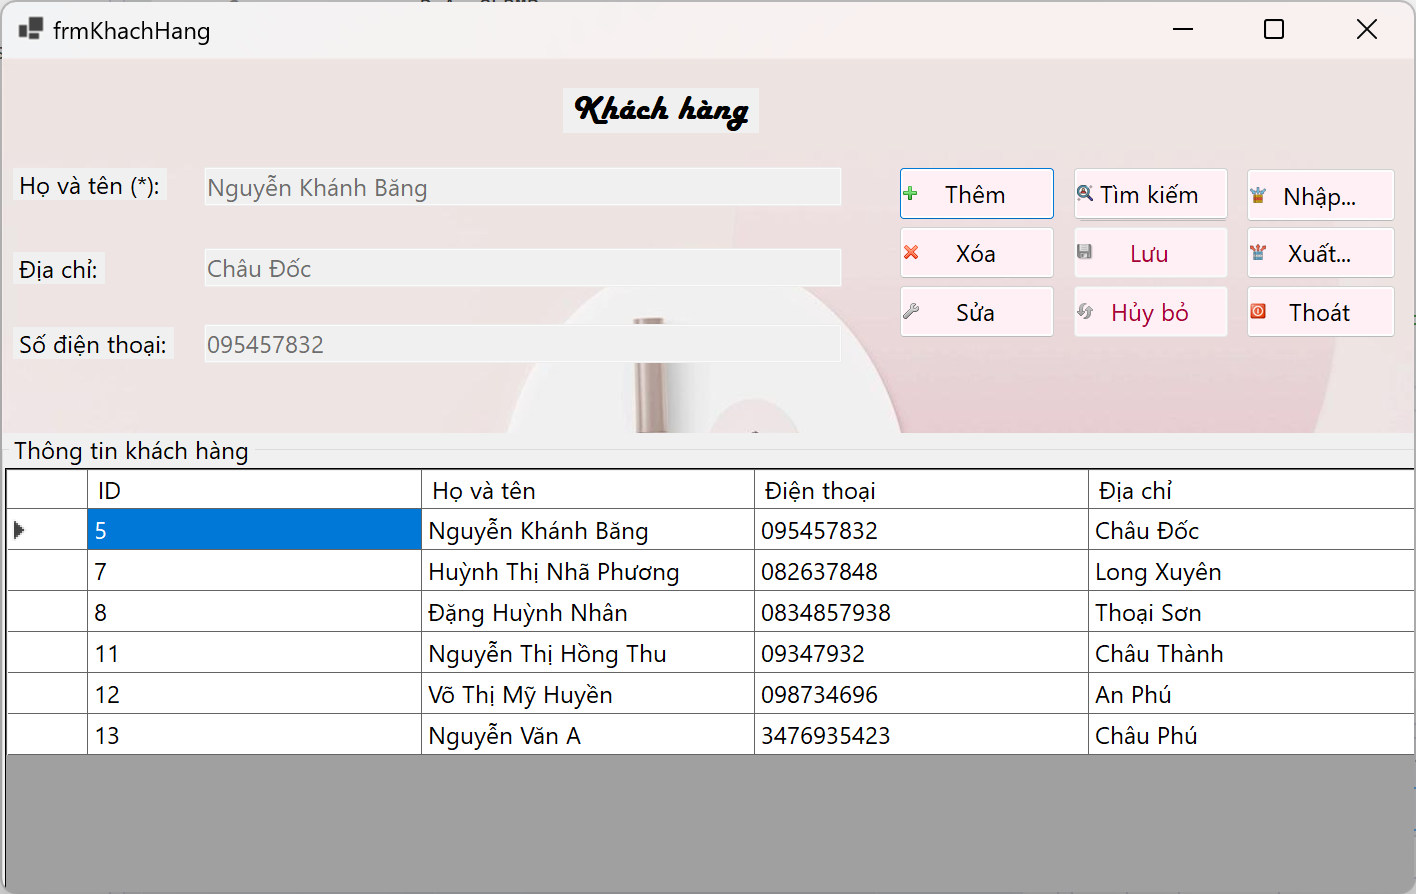 frmKhachHang
Khách hàng
Họ và tên (*):
Nguyễn Khánh Băng
Địa chỉ:
Châu Đốc
Số điện thoại:
095457832
Thêm
Tìm kiếm
Nhập...
Xóa
Lưu
Xuất...
Sửa
Hủy bỏ
Thoát
Thông tin khách hàng
ID Họ và tên Điện thoại Địa chỉ
5 Nguyễn Khánh Băng 095457832 Châu Đốc
7 Huỳnh Thị Nhã Phương 082637848 Long Xuyên
8 Đặng Huỳnh Nhân 0834857938 Thoại Sơn
11 Nguyễn Thị Hồng Thu 09347932 Châu Thành
12 Võ Thị Mỹ Huyền 098734696 An Phú
13 Nguyễn Văn A 3476935423 Châu Phú